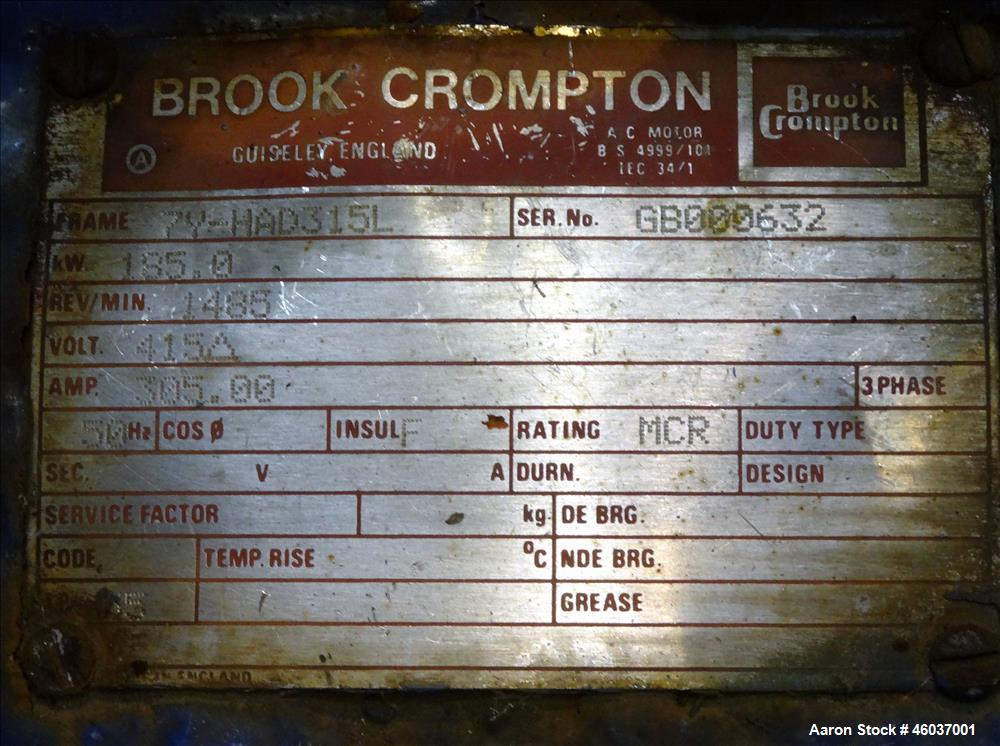 BROOK CROMPTON
Brook
Crompton
A
GUISELEY, ENGLAND
A C MOTOR
B S 4999/101
IEC 34/1
FRAME 7Y-HAD315L SER. No. GB000632
kW. 185.0
REV/MIN 1485
VOLT. 415Δ
AMP. 305.00 3 PHASE
50 Hz COS Ø - INSUL F RATING MCR DUTY TYPE
SEC. V A DURN. DESIGN
SERVICE FACTOR kg. DE BRG.
CODE TEMP. RISE °C NDE BRG.
GREASE
IN ENGLAND
Aaron Stock # 46037001